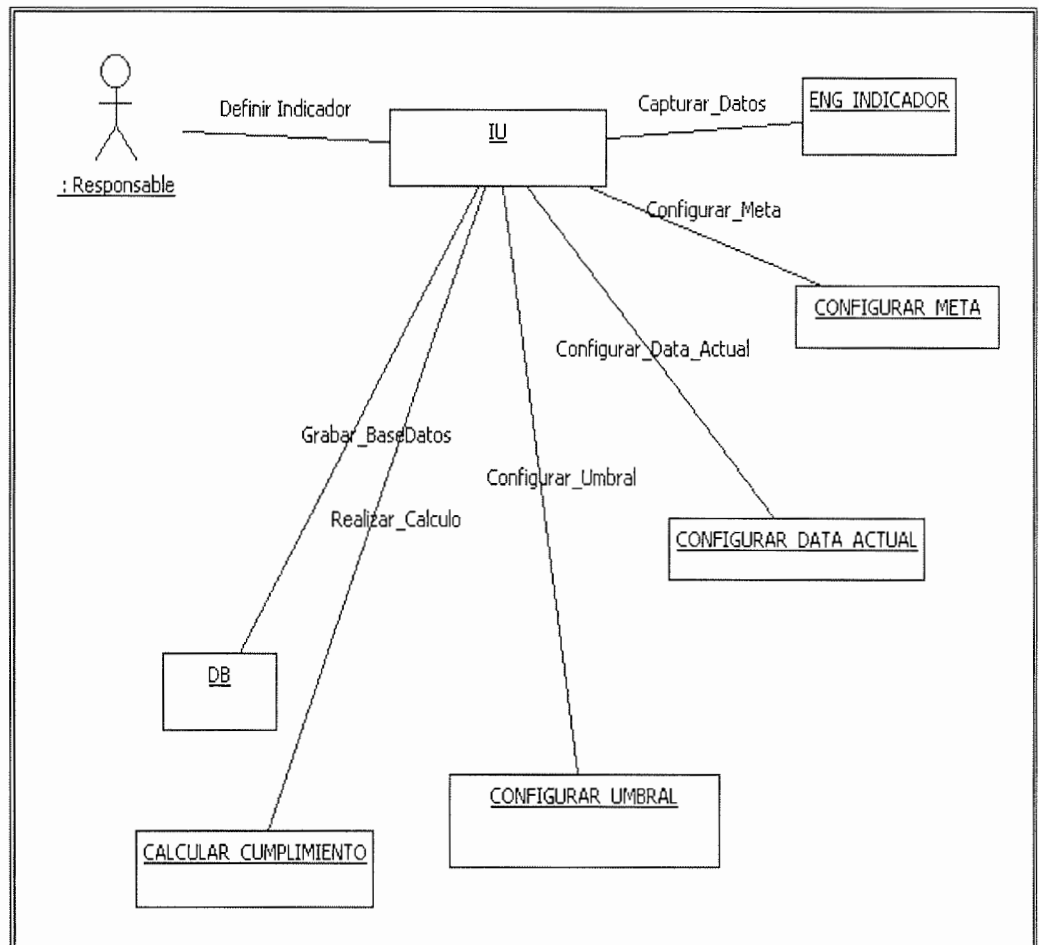 Definir Indicador
Capturar_Datos
ENG INDICADOR
IU
: Responsable
Configurar_Meta
CONFIGURAR META
Configurar_Data_Actual
Grabar_BaseDatos
Configurar_Umbral
Realizar_Calculo
CONFIGURAR DATA ACTUAL
DB
CONFIGURAR UMBRAL
CALCULAR CUMPLIMIENTO